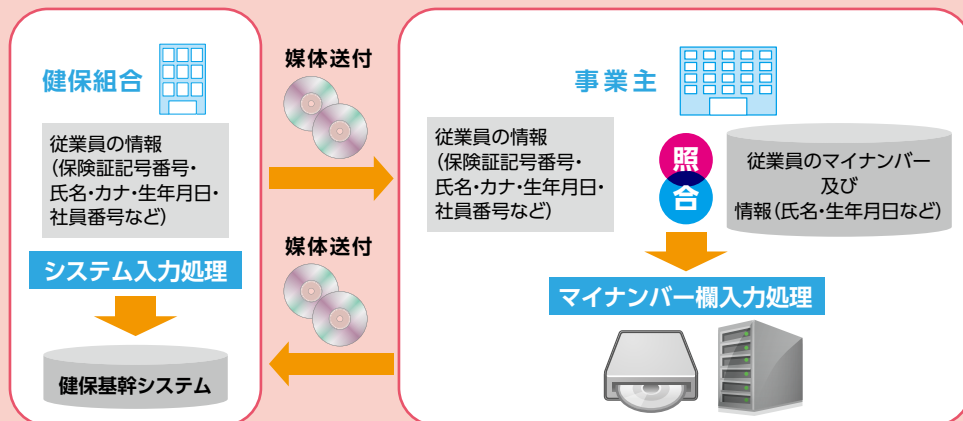 健保組合
従業員の情報
(保険証記号番号・
氏名・カナ・生年月日・
社員番号など)
システム入力処理
健保基幹システム
媒体送付
媒体送付
事業主
従業員の情報
(保険証記号番号・
氏名・カナ・生年月日・
社員番号など)
照
合
従業員のマイナンバー
及び
情報(氏名・生年月日など)
マイナンバー欄入力処理